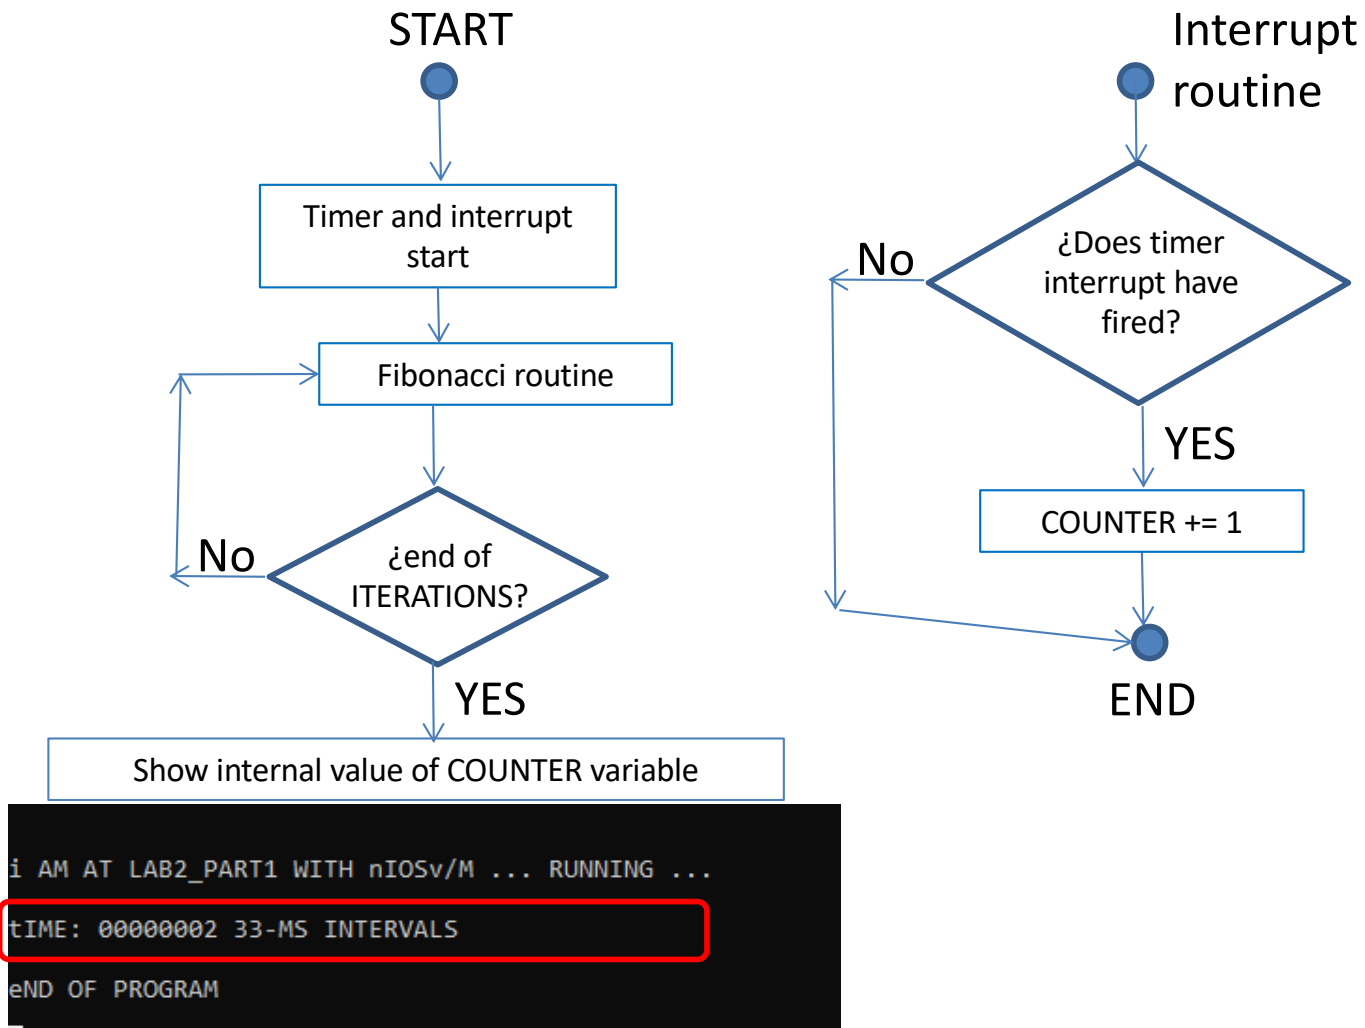 START
Timer and interrupt
start
Fibonacci routine
No
¿end of
ITERATIONS?
YES
Show internal value of COUNTER variable
Interrupt
routine
¿Does timer
interrupt have
fired?
No
YES
COUNTER += 1
END
i AM AT LAB2_PART1 WITH nIOSv/M ... RUNNING ...
tIME: 00000002 33-MS INTERVALS
eND OF PROGRAM